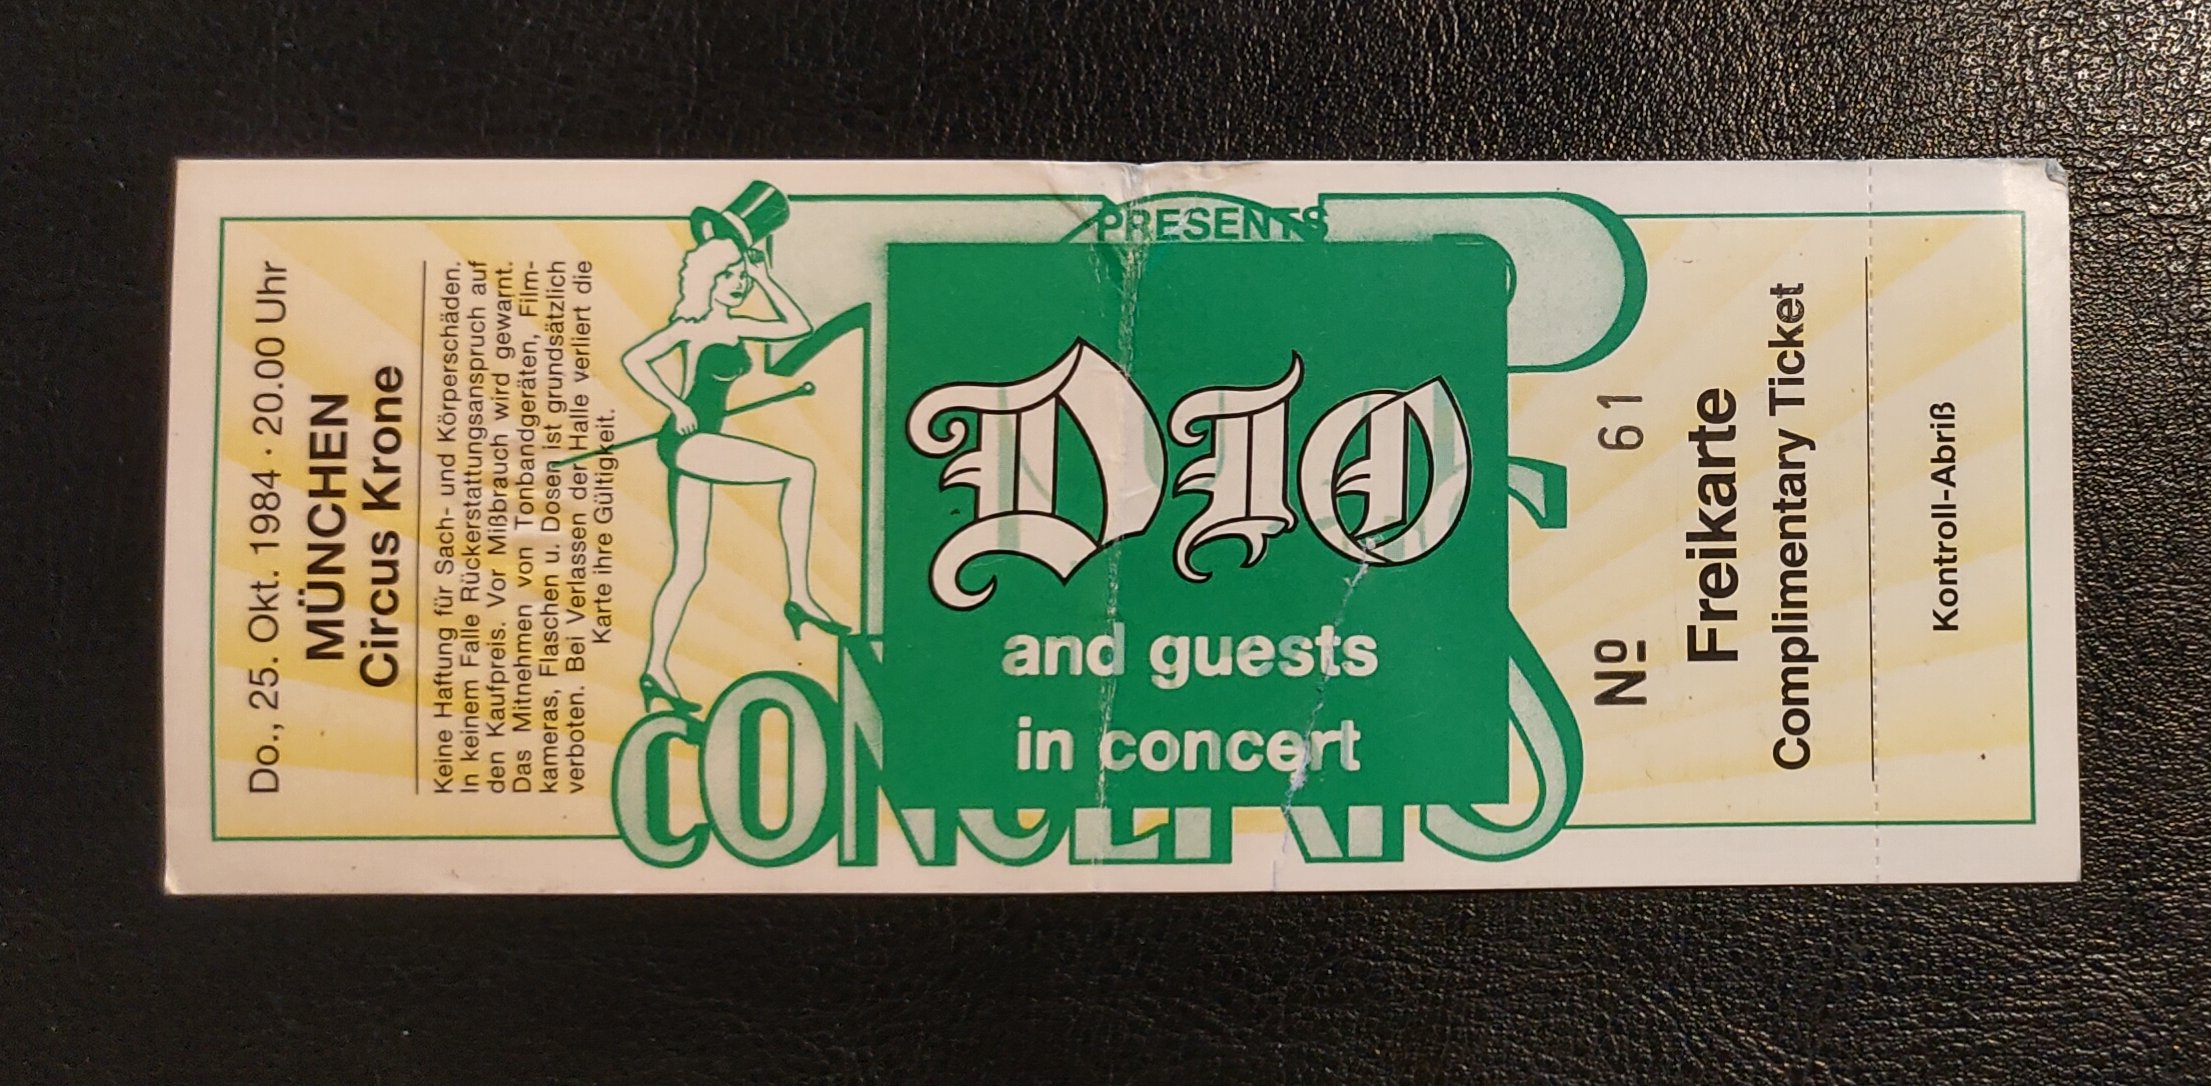 Do., 25. Okt. 1984 · 20.00 Uhr
MÜNCHEN
Circus Krone
Keine Haftung für Sach- und Körperschäden.
In keinem Falle Rückerstattungsanspruch auf
den Kaufpreis. Vor Mißbrauch wird gewarnt.
Das Mitnehmen von Tonbandgeräten, Film-
kameras, Flaschen u. Dosen ist grundsätzlich
verboten. Bei Verlassen der Halle verliert die
Karte ihre Gültigkeit.
PRESENTS
DIO
and guests
in concert
CONCERTS
Nº 61
Freikarte
Complimentary Ticket
Kontroll-Abriß